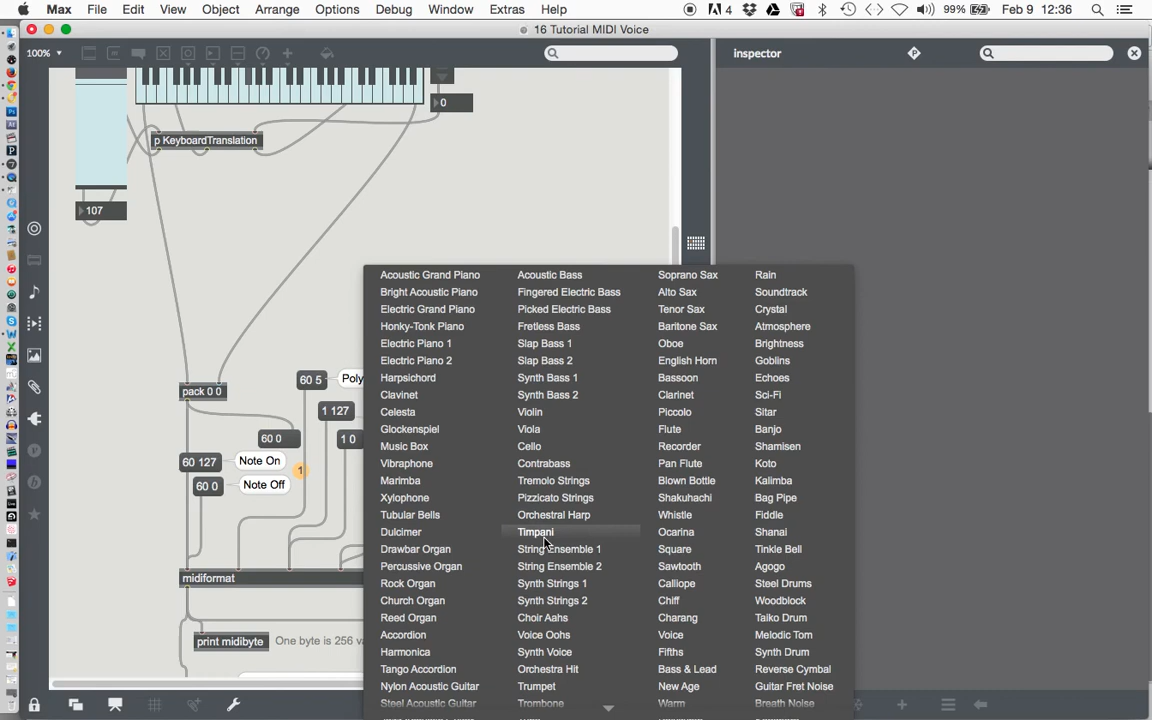 Max File Edit View Object Arrange Options Debug Window Extras Help 4 99% Feb 9 12:36
16 Tutorial MIDI Voice
100%
inspector
0
p KeyboardTranslation
107
pack 0 0
60 5
Poly
1 127
60 0
1 0
60 127
Note On
1
60 0
Note Off
midiformat
print midibyte
One byte is 256 va
Acoustic Grand Piano Acoustic Bass Soprano Sax Rain
Bright Acoustic Piano Fingered Electric Bass Alto Sax Soundtrack
Electric Grand Piano Picked Electric Bass Tenor Sax Crystal
Honky-Tonk Piano Fretless Bass Baritone Sax Atmosphere
Electric Piano 1 Slap Bass 1 Oboe Brightness
Electric Piano 2 Slap Bass 2 English Horn Goblins
Harpsichord Synth Bass 1 Bassoon Echoes
Clavinet Synth Bass 2 Clarinet Sci-Fi
Celesta Violin Piccolo Sitar
Glockenspiel Viola Flute Banjo
Music Box Cello Recorder Shamisen
Vibraphone Contrabass Pan Flute Koto
Marimba Tremolo Strings Blown Bottle Kalimba
Xylophone Pizzicato Strings Shakuhachi Bag Pipe
Tubular Bells Orchestral Harp Whistle Fiddle
Dulcimer Timpani Ocarina Shanai
Drawbar Organ String Ensemble 1 Square Tinkle Bell
Percussive Organ String Ensemble 2 Sawtooth Agogo
Rock Organ Synth Strings 1 Calliope Steel Drums
Church Organ Synth Strings 2 Chiff Woodblock
Reed Organ Choir Aahs Charang Taiko Drum
Accordion Voice Oohs Voice Melodic Tom
Harmonica Synth Voice Fifths Synth Drum
Tango Accordion Orchestra Hit Bass & Lead Reverse Cymbal
Nylon Acoustic Guitar Trumpet New Age Guitar Fret Noise
Steel Acoustic Guitar Trombone Warm Breath Noise